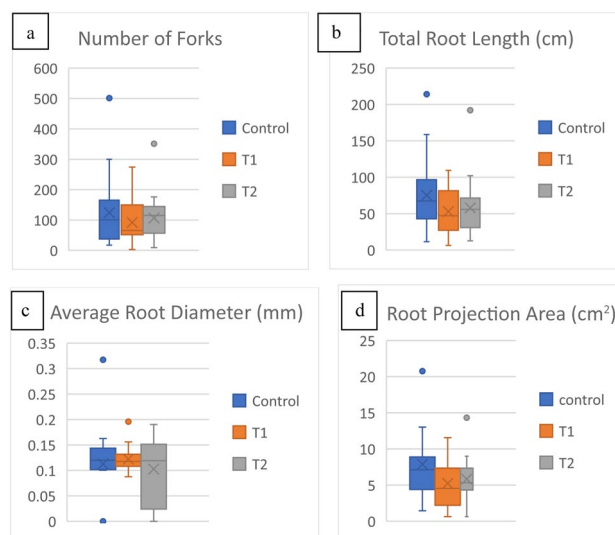 a
Number of Forks
600
500
400
300
200
100
0
Control
T1
T2
b
Total Root Length (cm)
250
200
150
100
50
0
Control
T1
T2
c
Average Root Diameter (mm)
0.35
0.3
0.25
0.2
0.15
0.1
0.05
0
Control
T1
T2
d
Root Projection Area (cm²)
25
20
15
10
5
0
control
T1
T2